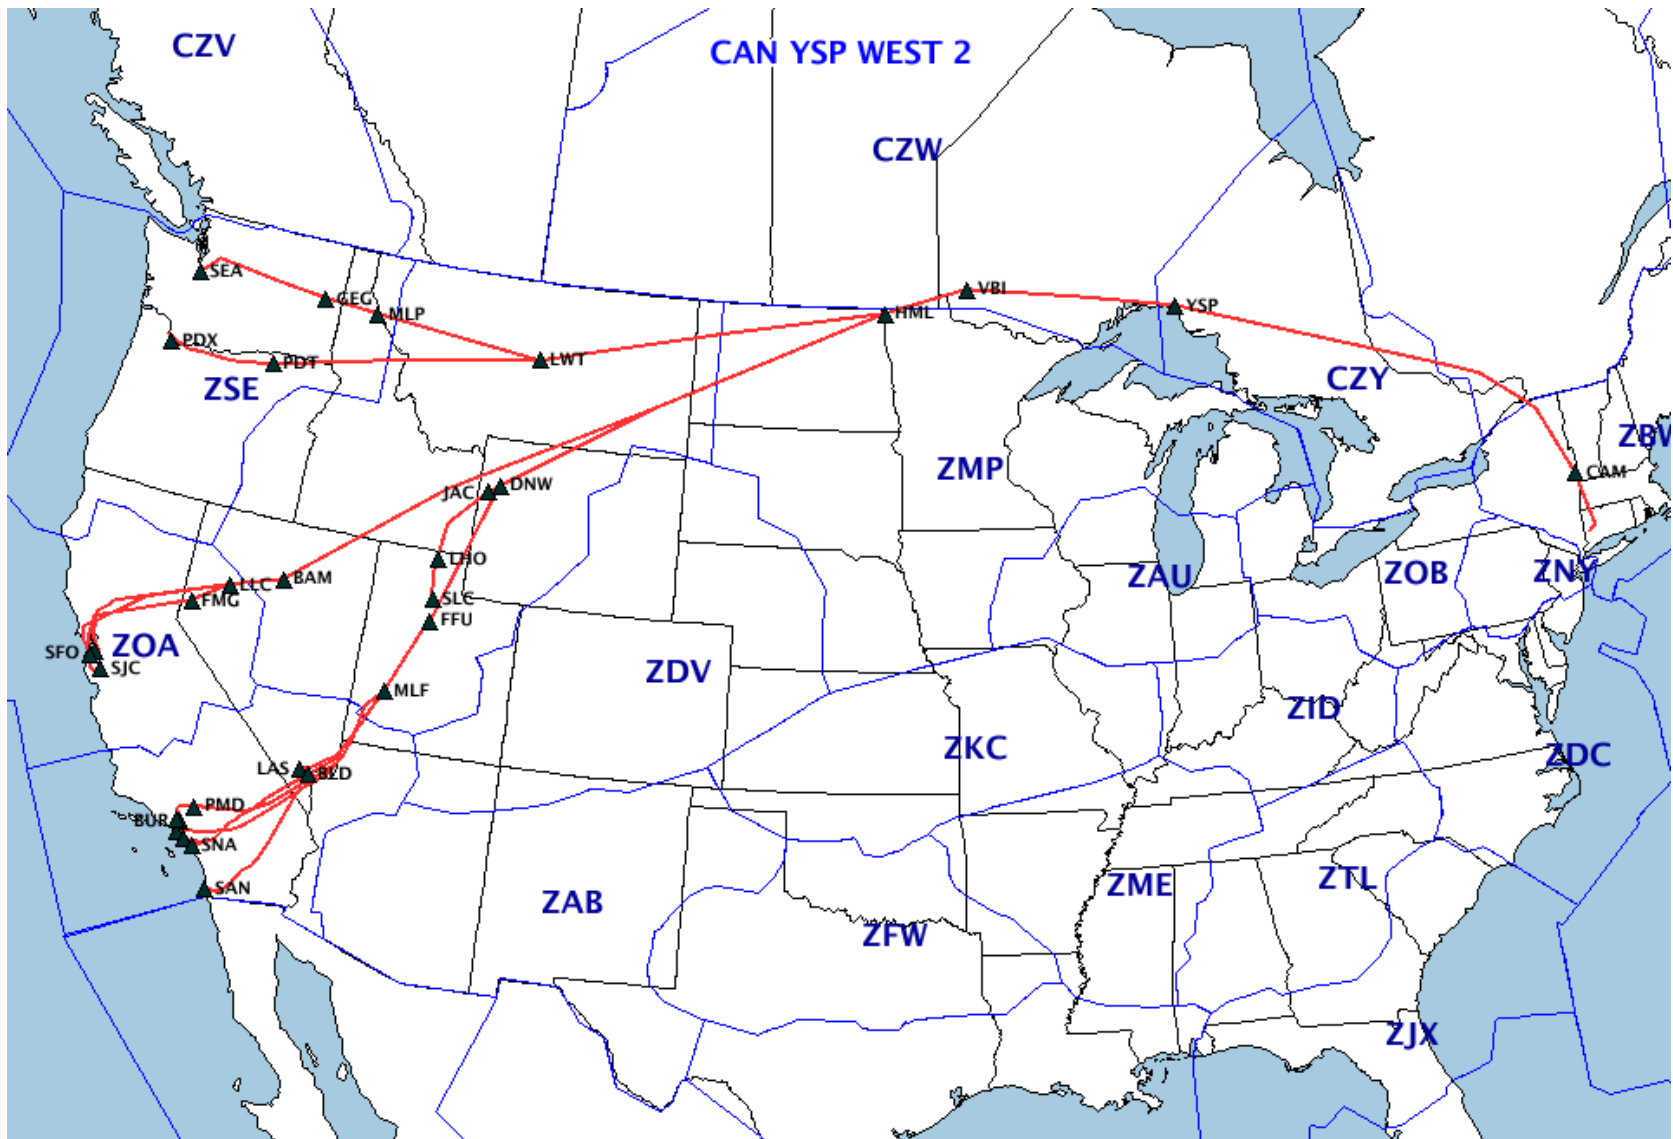 CZV
CAN YSP WEST 2
CZW
SEA
GEG
MLP
VBI
YSP
HML
PDX
PDT
LWT
ZSE
CZY
ZBW
ZMP
CAM
JAC
DNW
LHO
BAM
LLC
FMG
SLC
FFU
ZAU
ZOB
ZNY
SFO
ZOA
SJC
ZDV
MLF
ZID
ZKC
ZDC
LAS
BLD
PMD
BUR
SNA
SAN
ZAB
ZME
ZTL
ZFW
ZJX